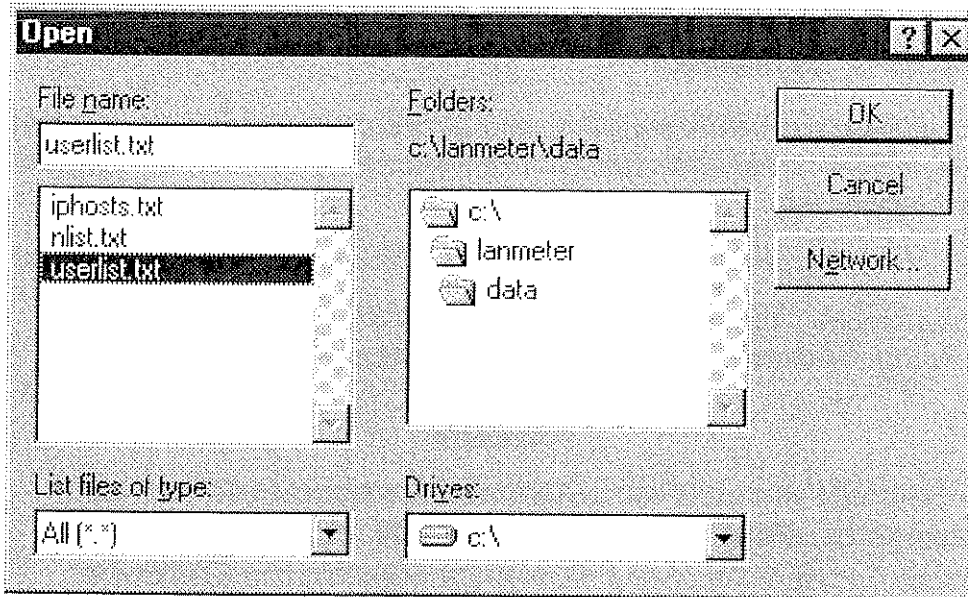 Open
File name:
userlist.txt
iphosts.txt
nlist.txt
userlist.txt
List files of type:
All (*.*)
Folders:
c:\lanmeter\data
c:\
lanmeter
data
Drives:
c:\
OK
Cancel
Network...